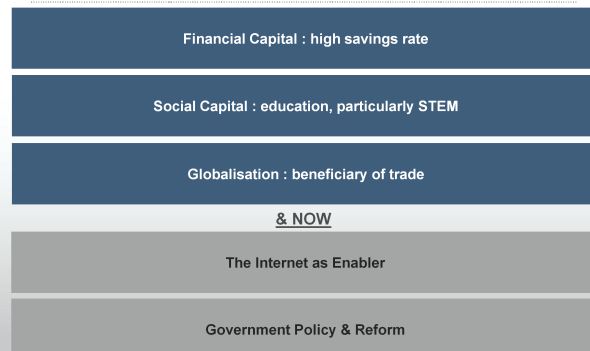 Financial Capital : high savings rate
Social Capital : education, particularly STEM
Globalisation : beneficiary of trade
& NOW
The Internet as Enabler
Government Policy & Reform